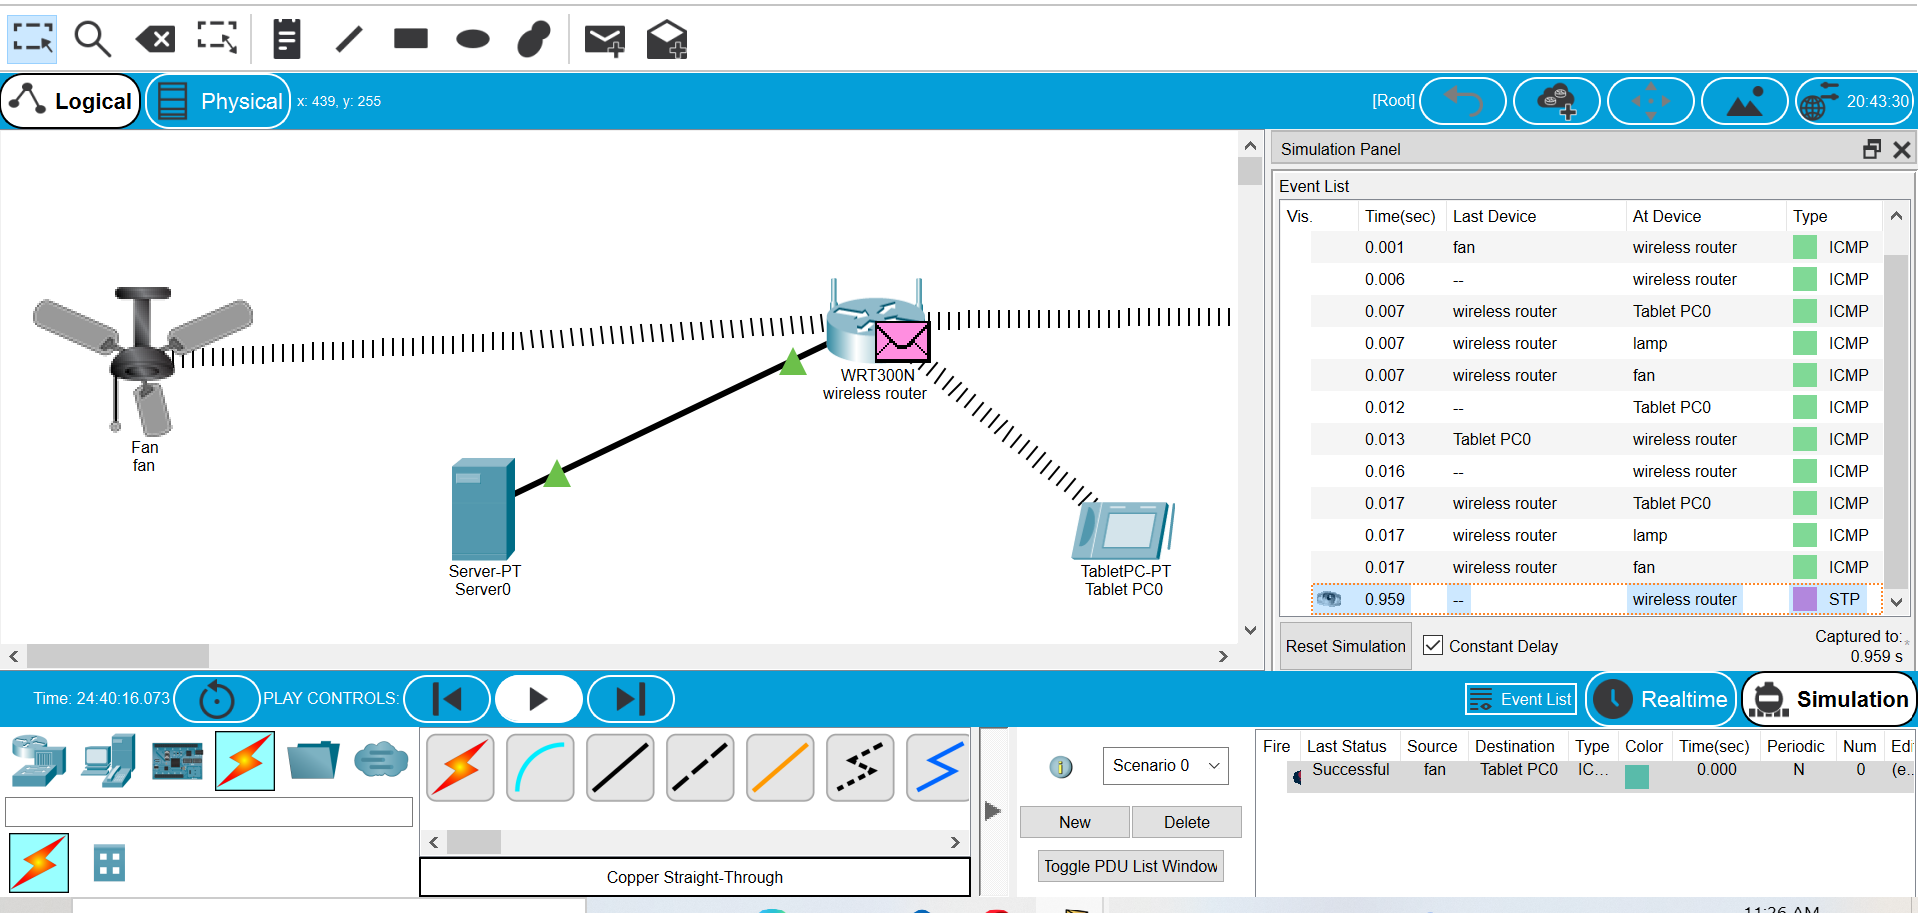 Logical
Physical
x: 439, y: 255
[Root]
20:43:30
Simulation Panel
Event List
Vis. Time(sec) Last Device At Device Type
0.001 fan wireless router ICMP
0.006 -- wireless router ICMP
0.007 wireless router Tablet PC0 ICMP
0.007 wireless router lamp ICMP
0.007 wireless router fan ICMP
0.012 -- Tablet PC0 ICMP
0.013 Tablet PC0 wireless router ICMP
0.016 -- wireless router ICMP
0.017 wireless router Tablet PC0 ICMP
0.017 wireless router lamp ICMP
0.017 wireless router fan ICMP
0.959 -- wireless router STP
Reset Simulation
Constant Delay
Captured to:
0.959 s
WRT300N
wireless router
Fan
fan
Server-PT
Server0
TabletPC-PT
Tablet PC0
Time: 24:40:16.073
PLAY CONTROLS:
Event List
Realtime
Simulation
Copper Straight-Through
Scenario 0
New
Delete
Toggle PDU List Window
Fire Last Status Source Destination Type Color Time(sec) Periodic Num Edi
Successful fan Tablet PC0 IC... 0.000 N 0 (e..
11:26 AM